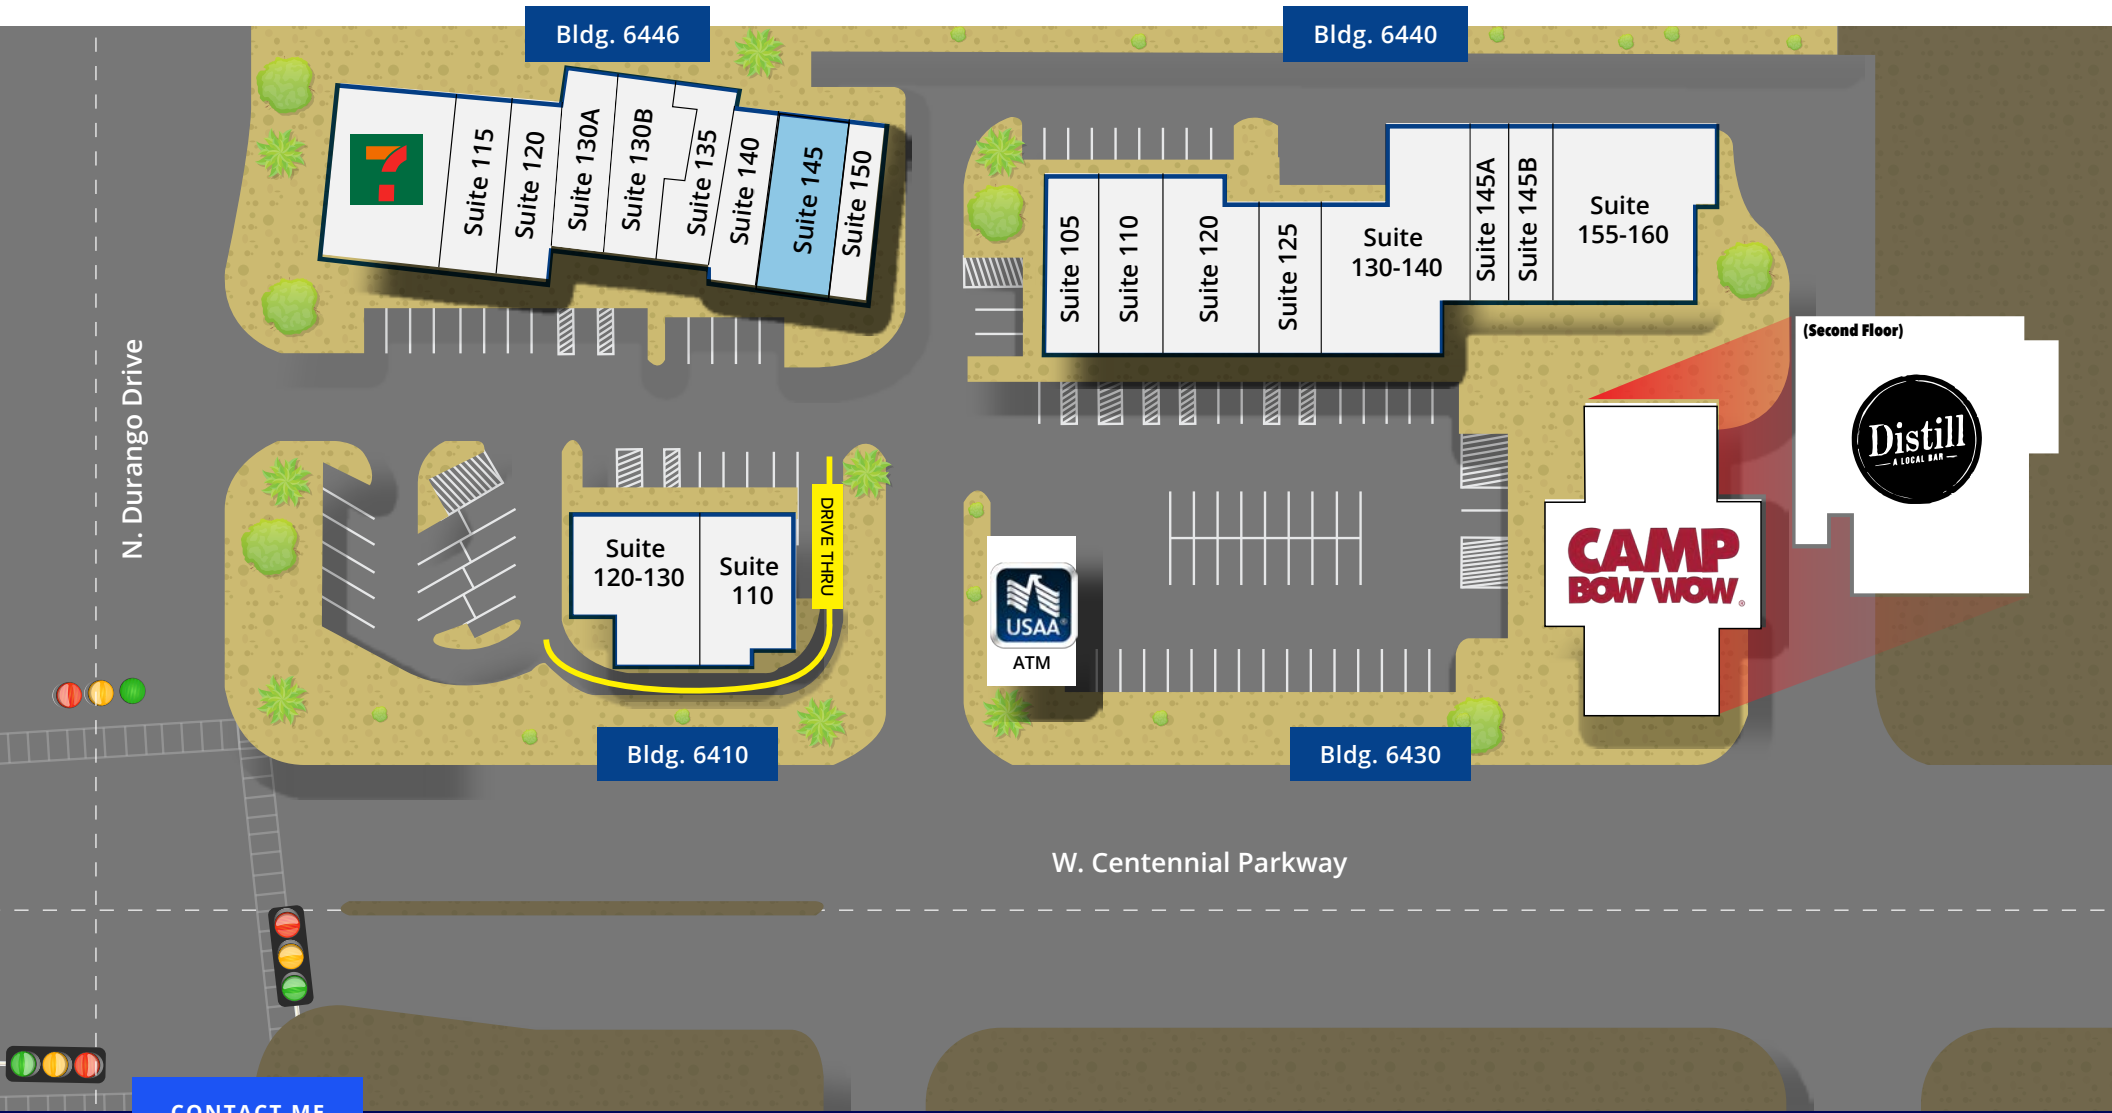 Bldg. 6446
Bldg. 6440
Suite 115
Suite 120
Suite 130A
Suite 130B
Suite 135
Suite 140
Suite 145
Suite 150
7
Suite 105
Suite 110
Suite 120
Suite 125
Suite
130-140
Suite 145A
Suite 145B
Suite
155-160
(Second Floor)
Distill
A LOCAL BAR
N. Durango Drive
Suite
120-130
Suite
110
DRIVE THRU
USAA®
ATM
CAMP
BOW WOW®
Bldg. 6410
Bldg. 6430
W. Centennial Parkway
CONTACT ME